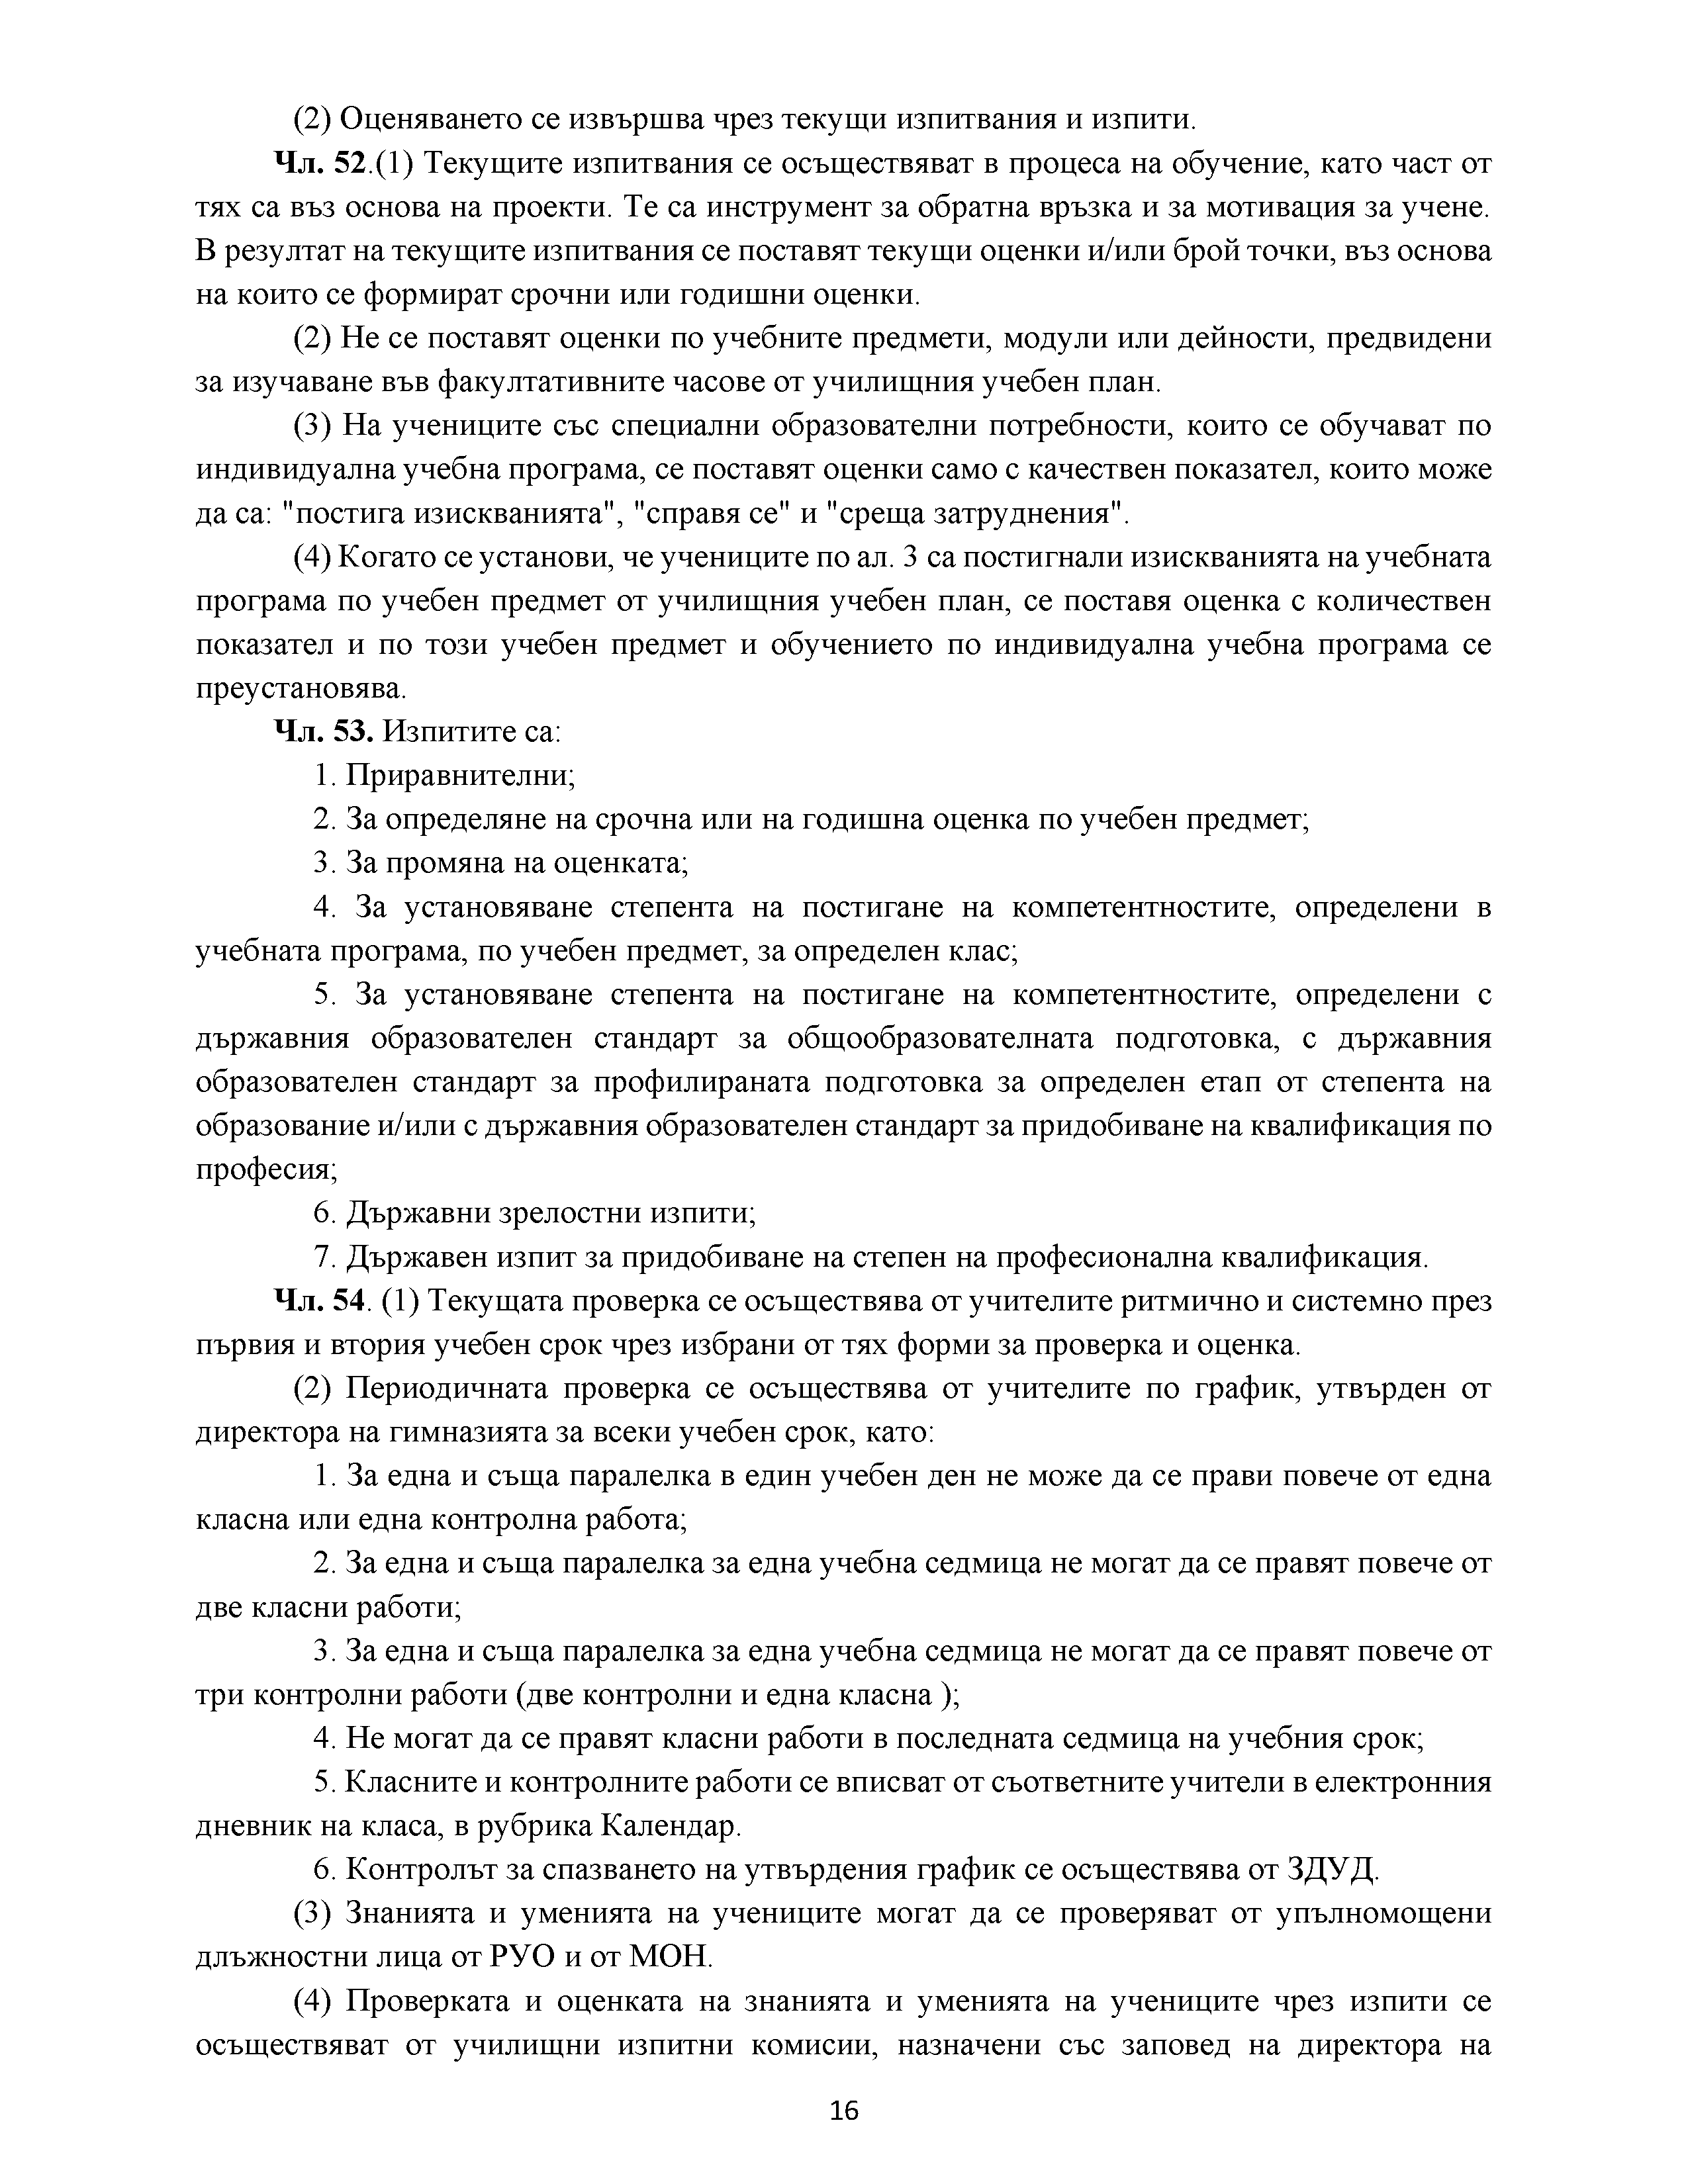 (2) Оценяването се извършва чрез текущи изпитвания и изпити.
Чл. 52.(1) Текущите изпитвания се осъществяват в процеса на обучение, като част от
тях са въз основа на проекти. Те са инструмент за обратна връзка и за мотивация за учене.
В резултат на текущите изпитвания се поставят текущи оценки и/или брой точки, въз основа
на които се формират срочни или годишни оценки.
(2) Не се поставят оценки по учебните предмети, модули или дейности, предвидени
за изучаване във факултативните часове от училищния учебен план.
(3) На учениците със специални образователни потребности, които се обучават по
индивидуална учебна програма, се поставят оценки само с качествен показател, които може
да са: "постига изискванията", "справя се" и "среща затруднения".
(4) Когато се установи, че учениците по ал. 3 са постигнали изискванията на учебната
програма по учебен предмет от училищния учебен план, се поставя оценка с количествен
показател и по този учебен предмет и обучението по индивидуална учебна програма се
преустановява.
Чл. 53. Изпитите са:
1. Приравнителни;
2. За определяне на срочна или на годишна оценка по учебен предмет;
3. За промяна на оценката;
4. За установяване степента на постигане на компетентностите, определени в
учебната програма, по учебен предмет, за определен клас;
5. За установяване степента на постигане на компетентностите, определени с
държавния образователен стандарт за общообразователната подготовка, с държавния
образователен стандарт за профилираната подготовка за определен етап от степента на
образование и/или с държавния образователен стандарт за придобиване на квалификация по
професия;
6. Държавни зрелостни изпити;
7. Държавен изпит за придобиване на степен на професионална квалификация.
Чл. 54. (1) Текущата проверка се осъществява от учителите ритмично и системно през
първия и втория учебен срок чрез избрани от тях форми за проверка и оценка.
(2) Периодичната проверка се осъществява от учителите по график, утвърден от
директора на гимназията за всеки учебен срок, като:
1. За една и съща паралелка в един учебен ден не може да се прави повече от една
класна или една контролна работа;
2. За една и съща паралелка за една учебна седмица не могат да се правят повече от
две класни работи;
3. За една и съща паралелка за една учебна седмица не могат да се правят повече от
три контролни работи (две контролни и една класна );
4. Не могат да се правят класни работи в последната седмица на учебния срок;
5. Класните и контролните работи се вписват от съответните учители в електронния
дневник на класа, в рубрика Календар.
6. Контролът за спазването на утвърдения график се осъществява от ЗДУД.
(3) Знанията и уменията на учениците могат да се проверяват от упълномощени
длъжностни лица от РУО и от МОН.
(4) Проверката и оценката на знанията и уменията на учениците чрез изпити се
осъществяват от училищни изпитни комисии, назначени със заповед на директора на
16